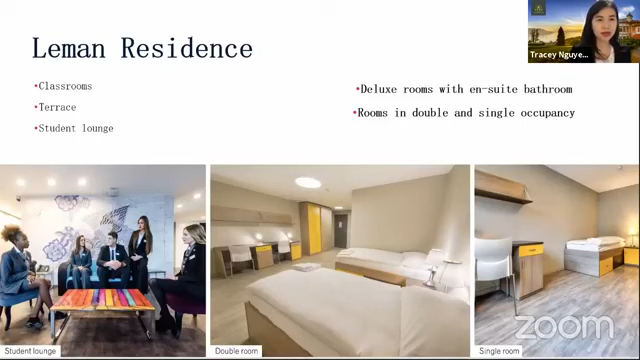 Leman Residence
•Classrooms
•Terrace
•Student lounge
•Deluxe rooms with en-suite bathroom
•Rooms in double and single occupancy
Tracey Nguye...
Student lounge
Double room
Single room
zoom